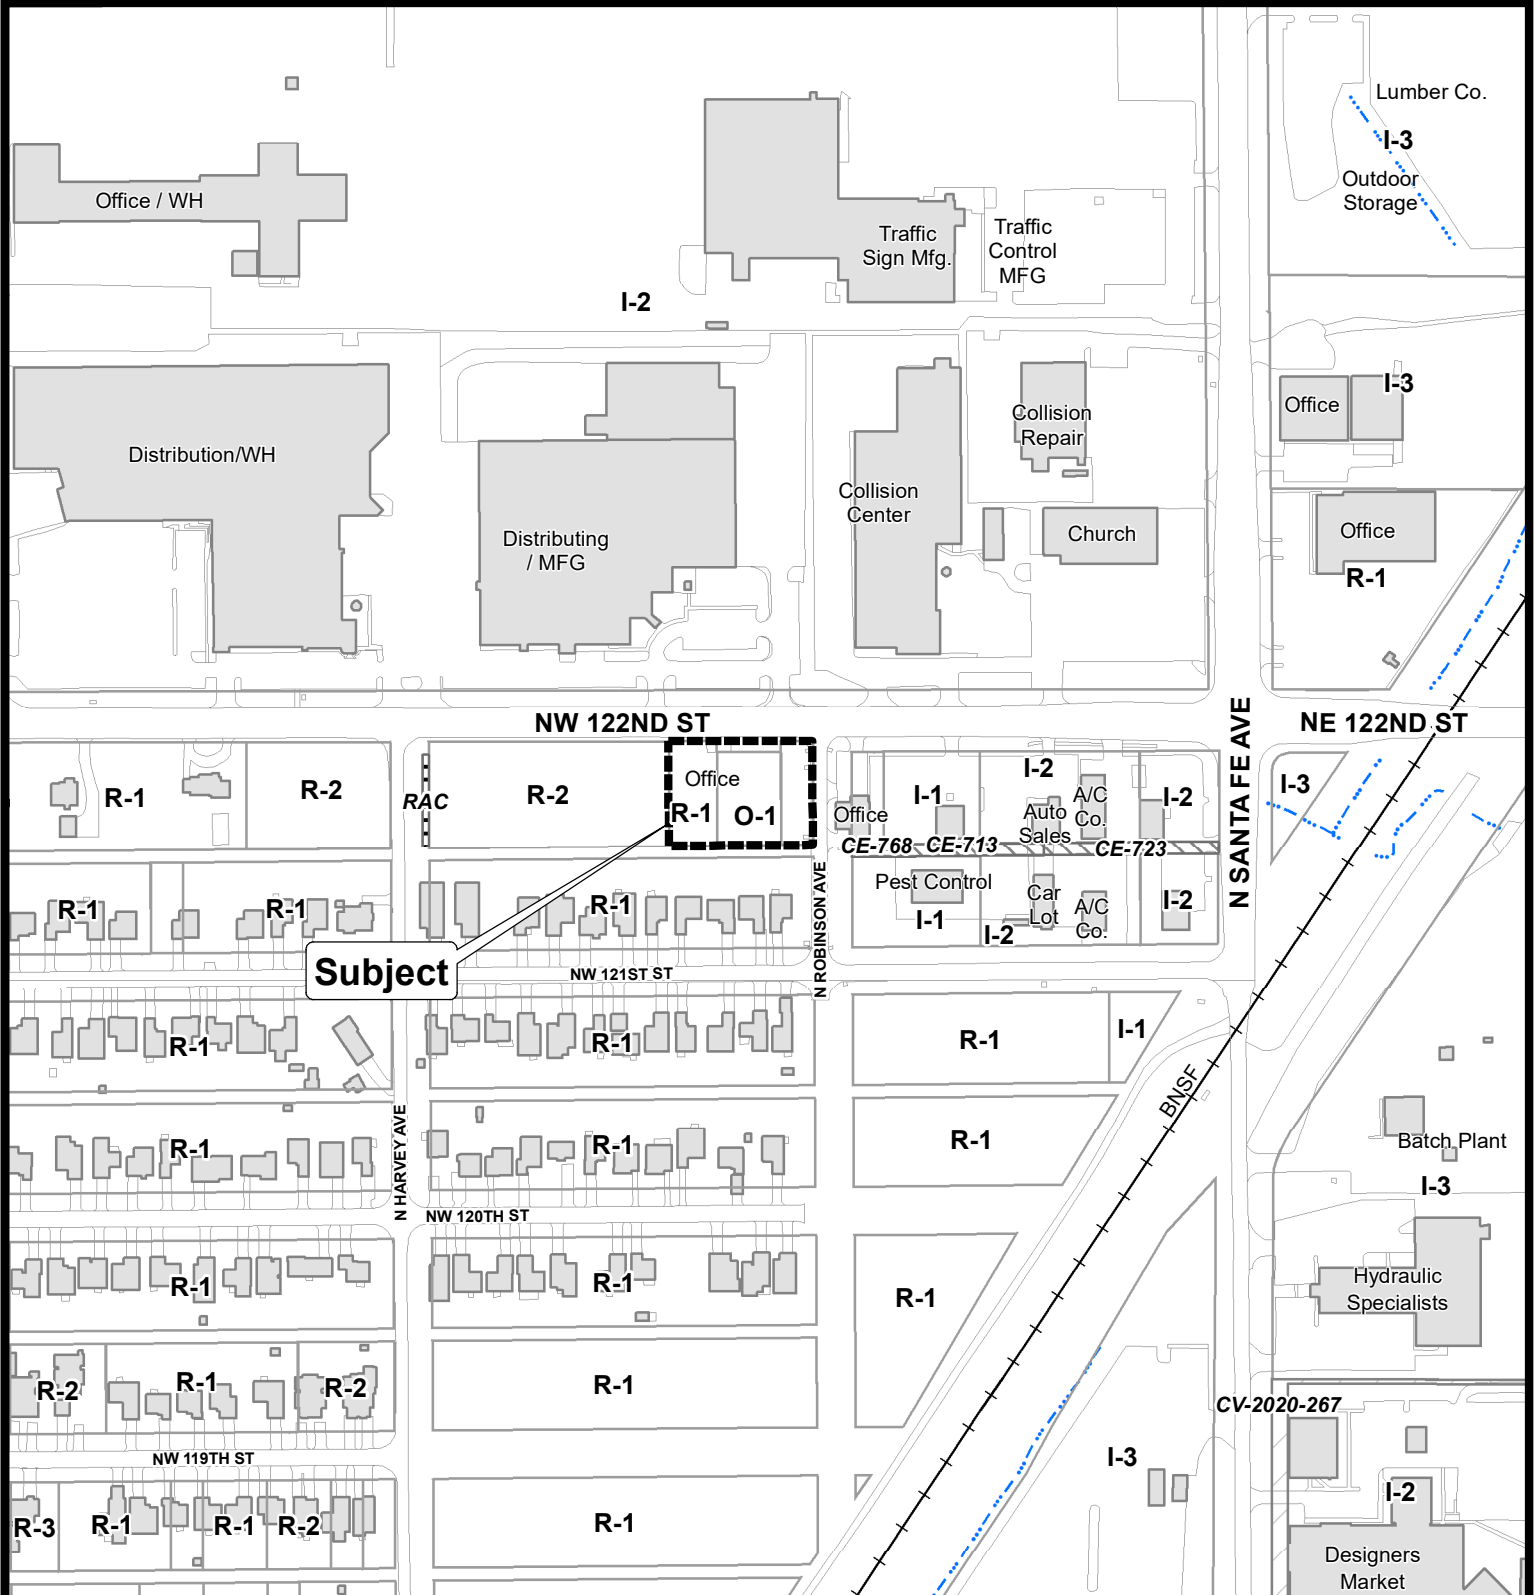 Lumber Co.
I-3
Outdoor
Storage
Office / WH
Traffic
Sign Mfg.
Traffic
Control
MFG
I-2
I-3
Office
Collision
Repair
Distribution/WH
Collision
Center
Distributing
/ MFG
Church
Office
R-1
NW 122ND ST
NE 122ND ST
N SANTA FE AVE
R-1
R-2
RAC
R-2
Office
R-1
O-1
Office
I-1
I-2
Auto
Sales
A/C
Co.
I-2
I-3
CE-768
CE-713
CE-723
R-1
R-1
R-1
N ROBINSON AVE
Pest Control
I-1
Car
Lot
I-2
A/C
Co.
I-2
Subject
NW 121ST ST
R-1
R-1
R-1
I-1
BNSF
N HARVEY AVE
R-1
R-1
R-1
Batch Plant
I-3
NW 120TH ST
R-1
R-1
R-1
Hydraulic
Specialists
R-2
R-1
R-2
R-1
CV-2020-267
NW 119TH ST
I-3
I-2
R-3
R-1
R-1
R-2
R-1
Designers
Market